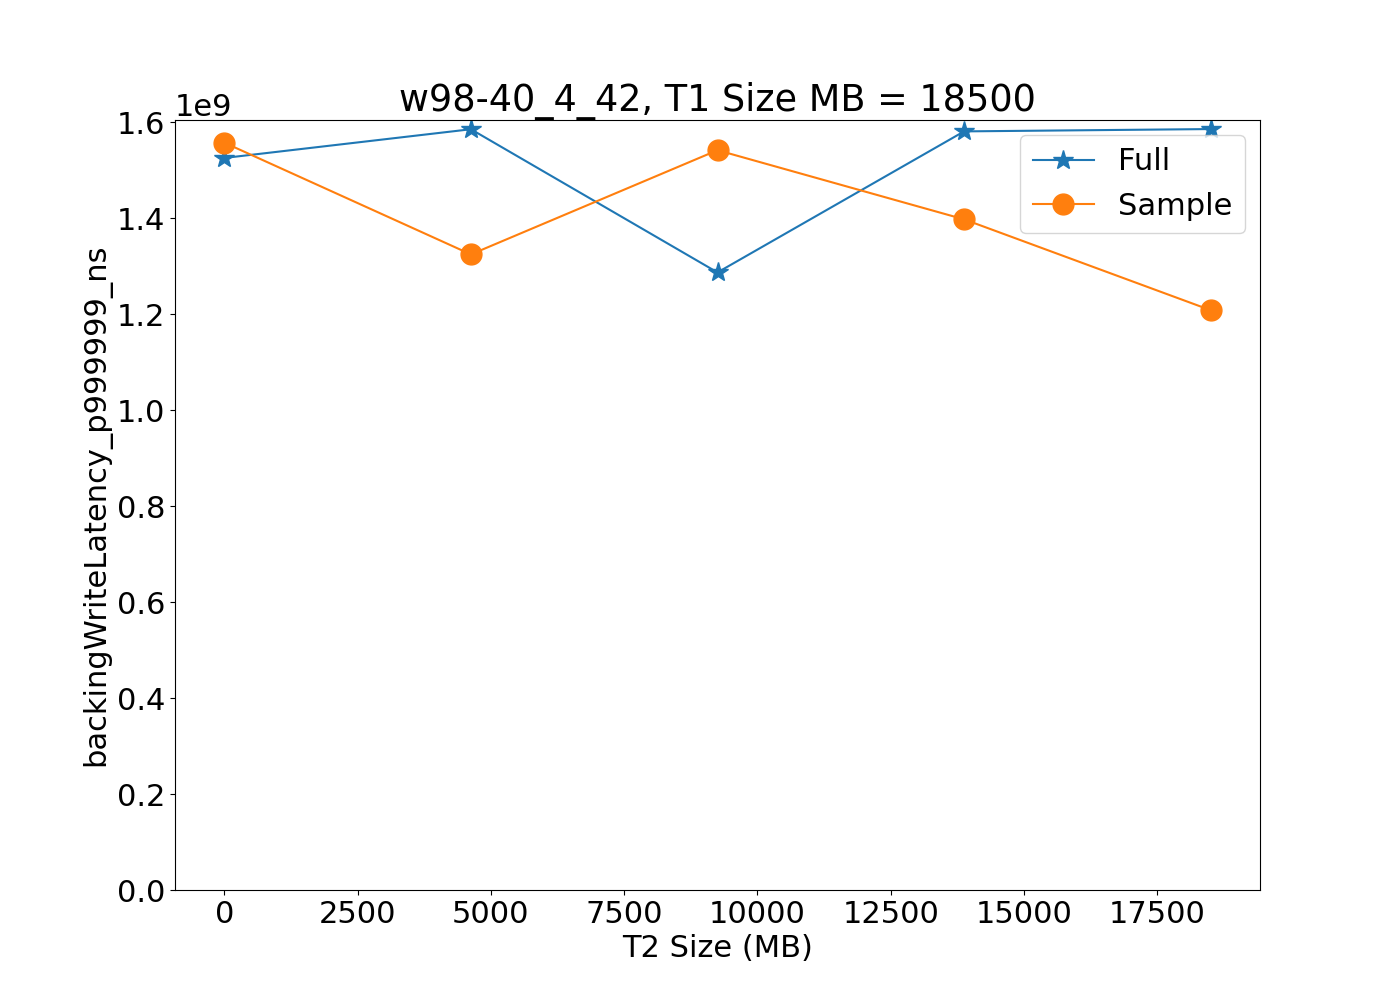 w98-40_4_42, T1 Size MB = 18500
1e9
1.6
1.4
1.2
1.0
0.8
0.6
0.4
0.2
0.0
backingWriteLatency_p999999_ns
Full
Sample
0 2500 5000 7500 10000 12500 15000 17500
T2 Size (MB)